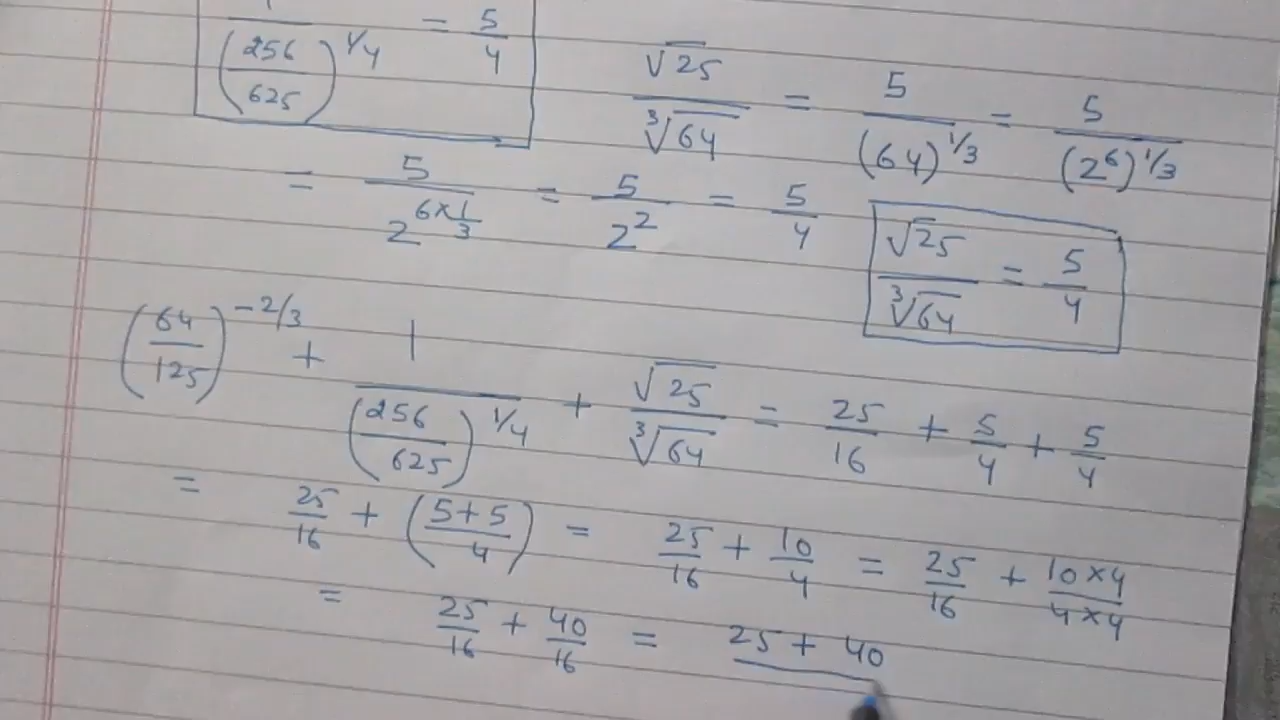 1/(256/625)^1/4 = 5/4
√25/∛64 = 5/(64)^1/3 = 5/(2^6)^1/3
= 5/2^(6×1/3) = 5/2^2 = 5/4
√25/∛64 = 5/4
(64/125)^-2/3 + 1/(256/625)^1/4 + √25/∛64 = 25/16 + 5/4 + 5/4
= 25/16 + (5+5/4) = 25/16 + 10/4 = 25/16 + 10×4/4×4
= 25/16 + 40/16 = 25 + 40